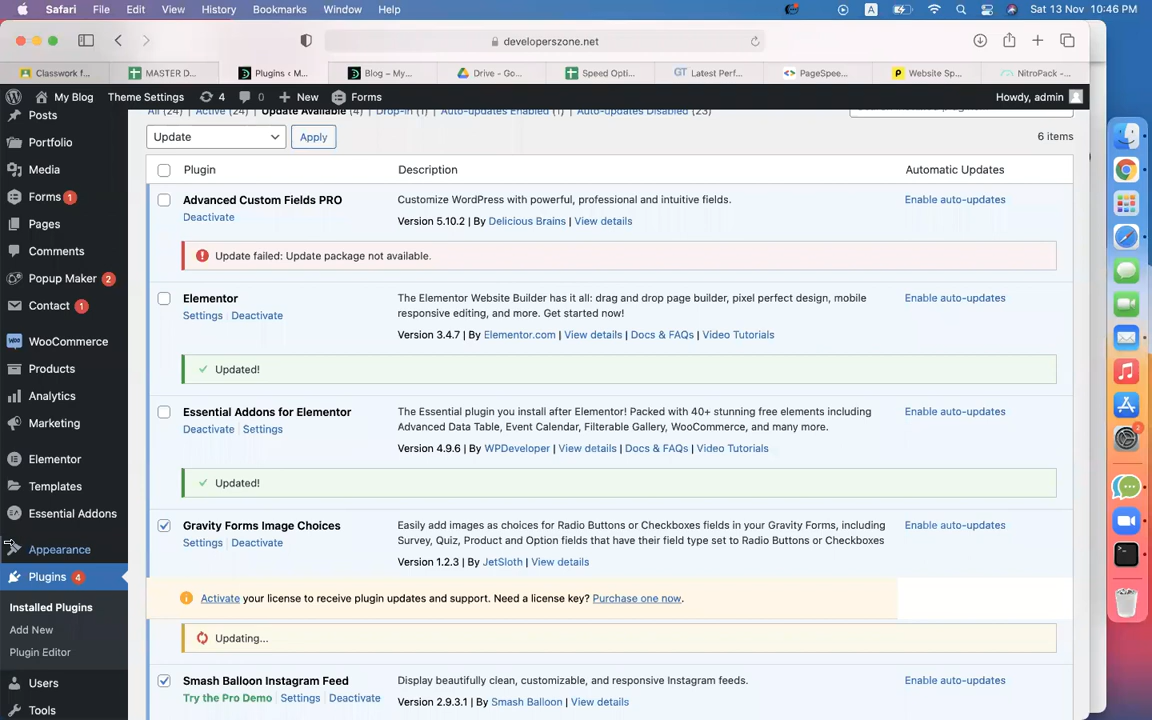 Safari File Edit View History Bookmarks Window Help A Sat 13 Nov 10:46 PM
developerszone.net
Classwork f... MASTER D... Plugins ‹ M... Blog – My... Drive - Go... Speed Opti... GT Latest Perf... PageSpee... Website Sp... NitroPack -...
My Blog Theme Settings 4 0 New Forms Howdy, admin
All (24) | Active (24) | Update Available (4) | Drop-in (1) | Auto-updates Enabled (1) | Auto-updates Disabled (23)
Update Apply 6 items
Plugin Description Automatic Updates
Advanced Custom Fields PRO Customize WordPress with powerful, professional and intuitive fields. Enable auto-updates
Deactivate Version 5.10.2 | By Delicious Brains | View details
Update failed: Update package not available.
Elementor The Elementor Website Builder has it all: drag and drop page builder, pixel perfect design, mobile Enable auto-updates
Settings | Deactivate responsive editing, and more. Get started now!
Version 3.4.7 | By Elementor.com | View details | Docs & FAQs | Video Tutorials
Updated!
Essential Addons for Elementor The Essential plugin you install after Elementor! Packed with 40+ stunning free elements including Enable auto-updates
Deactivate | Settings Advanced Data Table, Event Calendar, Filterable Gallery, WooCommerce, and many more.
Version 4.9.6 | By WPDeveloper | View details | Docs & FAQs | Video Tutorials
Updated!
Gravity Forms Image Choices Easily add images as choices for Radio Buttons or Checkboxes fields in your Gravity Forms, including Enable auto-updates
Settings | Deactivate Survey, Quiz, Product and Option fields that have their field type set to Radio Buttons or Checkboxes
Version 1.2.3 | By JetSloth | View details
Activate your license to receive plugin updates and support. Need a license key? Purchase one now.
Updating...
Smash Balloon Instagram Feed Display beautifully clean, customizable, and responsive Instagram feeds. Enable auto-updates
Try the Pro Demo | Settings | Deactivate Version 2.9.3.1 | By Smash Balloon | View details
Posts
Portfolio
Media
Forms 1
Pages
Comments
Popup Maker 2
Contact 1
WooCommerce
Products
Analytics
Marketing
Elementor
Templates
Essential Addons
Appearance
Plugins 4
Installed Plugins
Add New
Plugin Editor
Users
Tools